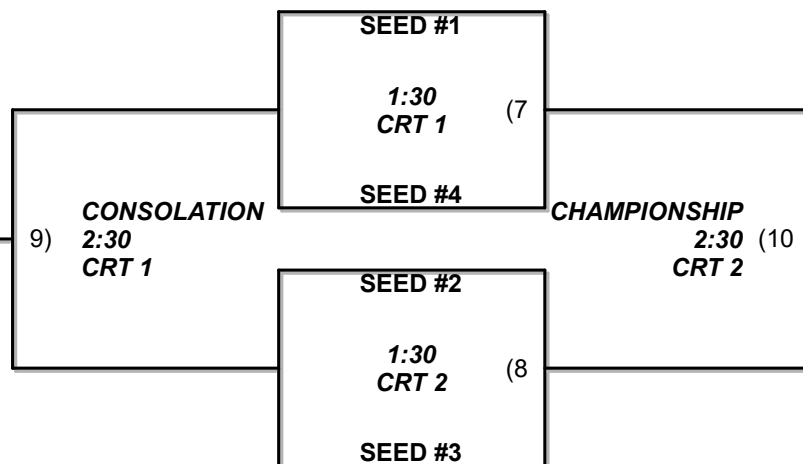 SEED #1
1:30
CRT 1
(7
SEED #4
CONSOLATION
9) 2:30
CRT 1
CHAMPIONSHIP
2:30 (10
CRT 2
SEED #2
1:30
CRT 2
(8
SEED #3